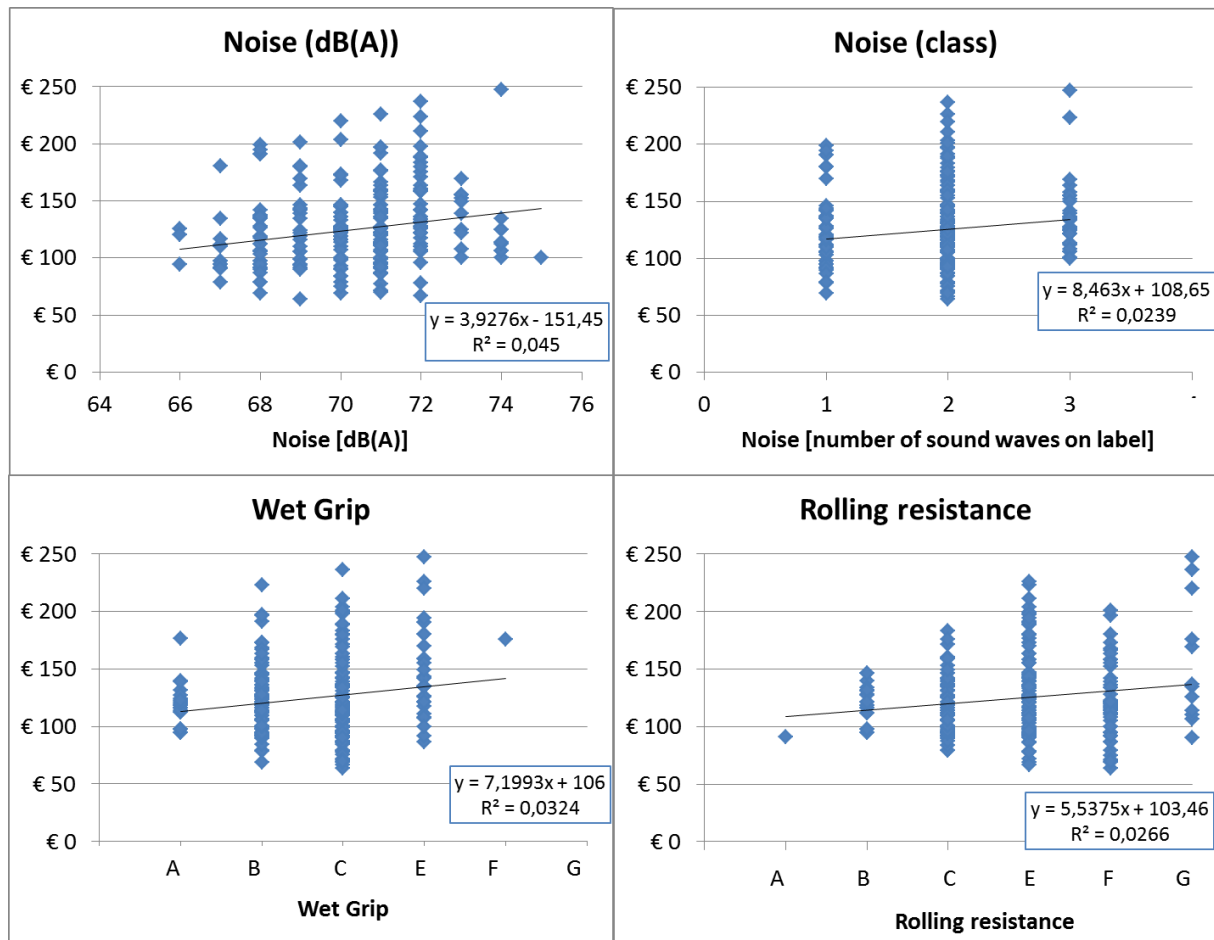 Noise (dB(A))
€ 250
€ 200
€ 150
€ 100
€ 50
€ 0
64 66 68 70 72 74 76
y = 3,9276x - 151,45
R² = 0,045
Noise [dB(A)]
Noise (class)
€ 250
€ 200
€ 150
€ 100
€ 50
€ 0
0 1 2 3
y = 8,463x + 108,65
R² = 0,0239
Noise [number of sound waves on label]
Wet Grip
€ 250
€ 200
€ 150
€ 100
€ 50
€ 0
A B C E F G
y = 7,1993x + 106
R² = 0,0324
Wet Grip
Rolling resistance
€ 250
€ 200
€ 150
€ 100
€ 50
€ 0
A B C E F G
y = 5,5375x + 103,46
R² = 0,0266
Rolling resistance